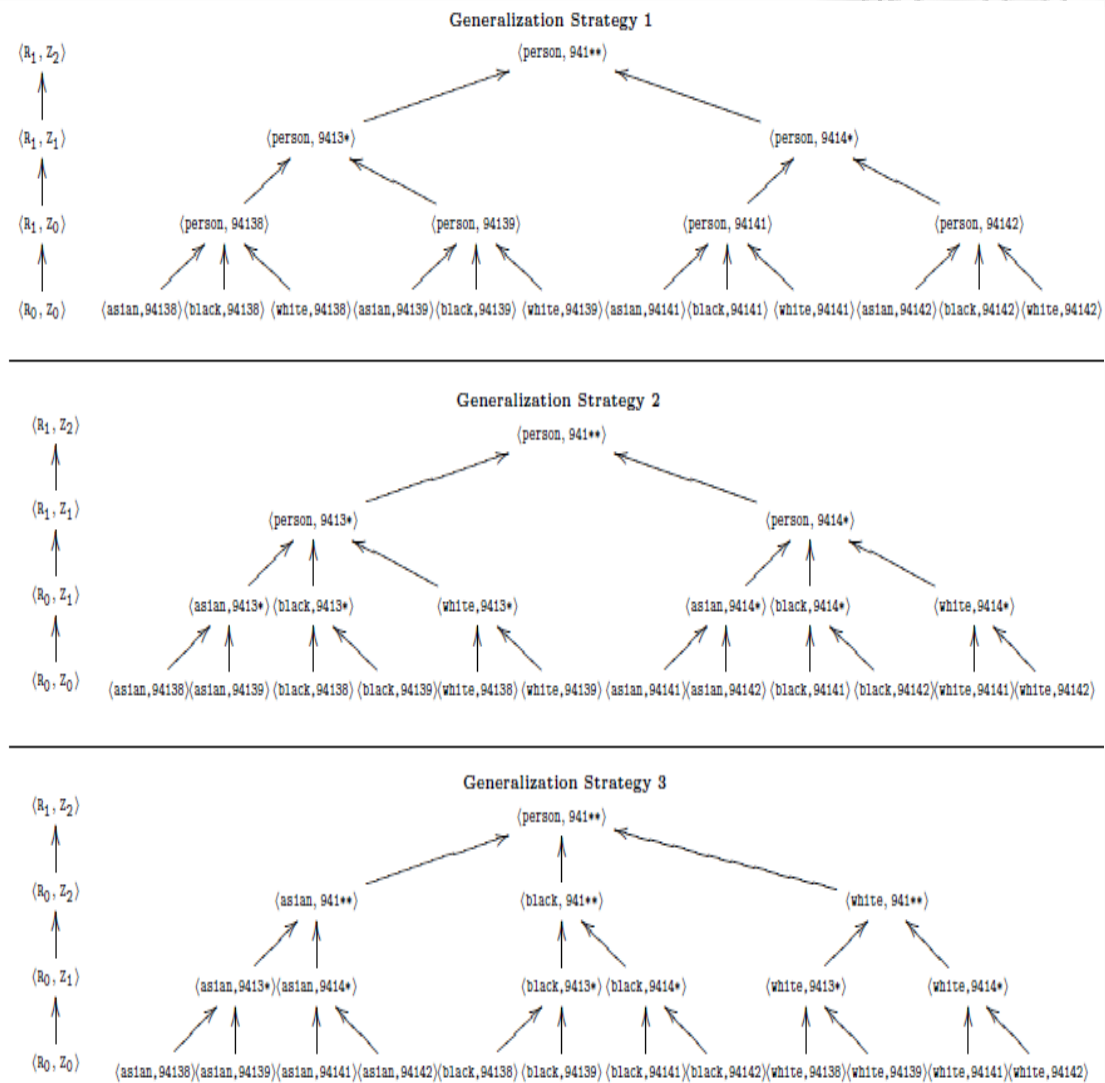 Generalization Strategy 1
⟨R₁, Z₂⟩ ⟨person, 941**⟩
⟨R₁, Z₁⟩ ⟨person, 9413*⟩ ⟨person, 9414*⟩
⟨R₁, Z₀⟩ ⟨person, 94138⟩ ⟨person, 94139⟩ ⟨person, 94141⟩ ⟨person, 94142⟩
⟨R₀, Z₀⟩ ⟨asian,94138⟩⟨black,94138⟩ ⟨white,94138⟩⟨asian,94139⟩⟨black,94139⟩ ⟨white,94139⟩⟨asian,94141⟩⟨black,94141⟩ ⟨white,94141⟩⟨asian,94142⟩⟨black,94142⟩⟨white,94142⟩
Generalization Strategy 2
⟨R₁, Z₂⟩ ⟨person, 941**⟩
⟨R₁, Z₁⟩ ⟨person, 9413*⟩ ⟨person, 9414*⟩
⟨R₀, Z₁⟩ ⟨asian,9413*⟩⟨black,9413*⟩ ⟨white,9413*⟩ ⟨asian,9414*⟩⟨black,9414*⟩ ⟨white,9414*⟩
⟨R₀, Z₀⟩ ⟨asian,94138⟩⟨asian,94139⟩⟨black,94138⟩ ⟨black,94139⟩⟨white,94138⟩ ⟨white,94139⟩ ⟨asian,94141⟩⟨asian,94142⟩⟨black,94141⟩ ⟨black,94142⟩⟨white,94141⟩⟨white,94142⟩
Generalization Strategy 3
⟨R₁, Z₂⟩ ⟨person, 941**⟩
⟨R₀, Z₂⟩ ⟨asian, 941**⟩ ⟨black, 941**⟩ ⟨white, 941**⟩
⟨R₀, Z₁⟩ ⟨asian,9413*⟩⟨asian,9414*⟩ ⟨black,9413*⟩⟨black,9414*⟩ ⟨white,9413*⟩ ⟨white,9414*⟩
⟨R₀, Z₀⟩ ⟨asian,94138⟩⟨asian,94139⟩⟨asian,94141⟩⟨asian,94142⟩⟨black,94138⟩ ⟨black,94139⟩⟨black,94141⟩⟨black,94142⟩⟨white,94138⟩ ⟨white,94139⟩⟨white,94141⟩⟨white,94142⟩